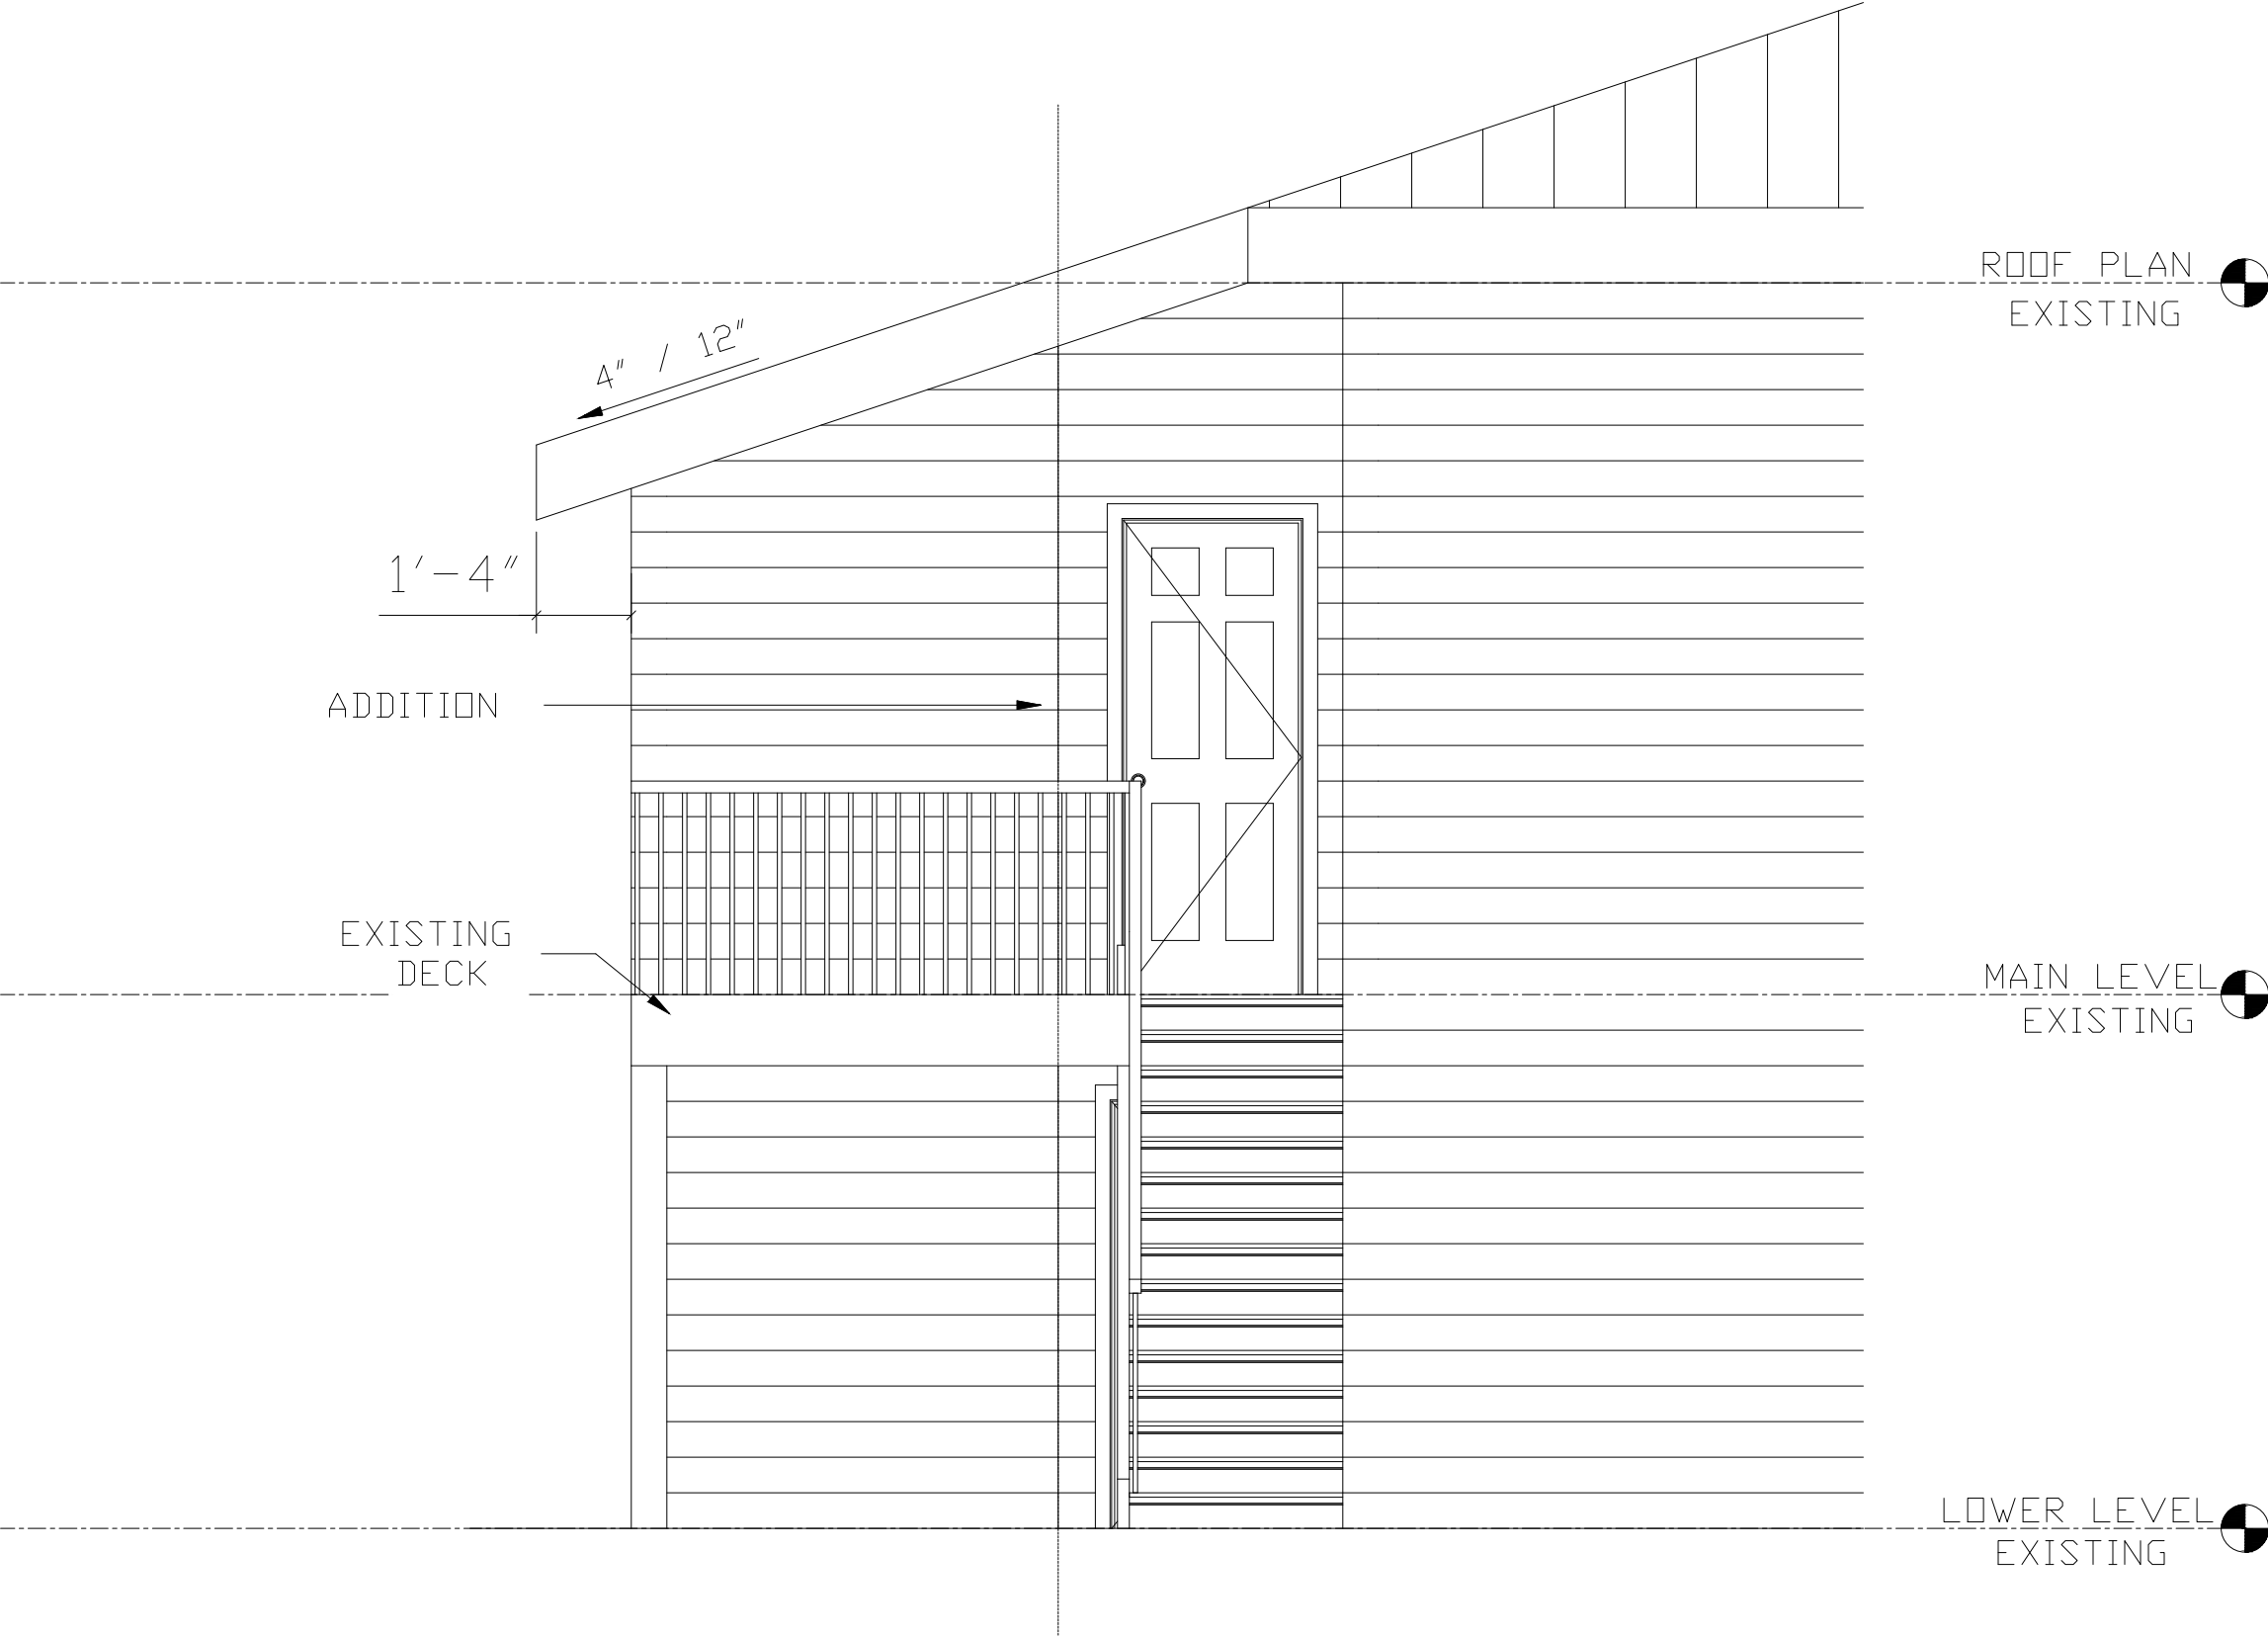 ROOF PLAN
EXISTING
4" / 12"
1'-4"
ADDITION
EXISTING
DECK
MAIN LEVEL
EXISTING
LOWER LEVEL
EXISTING